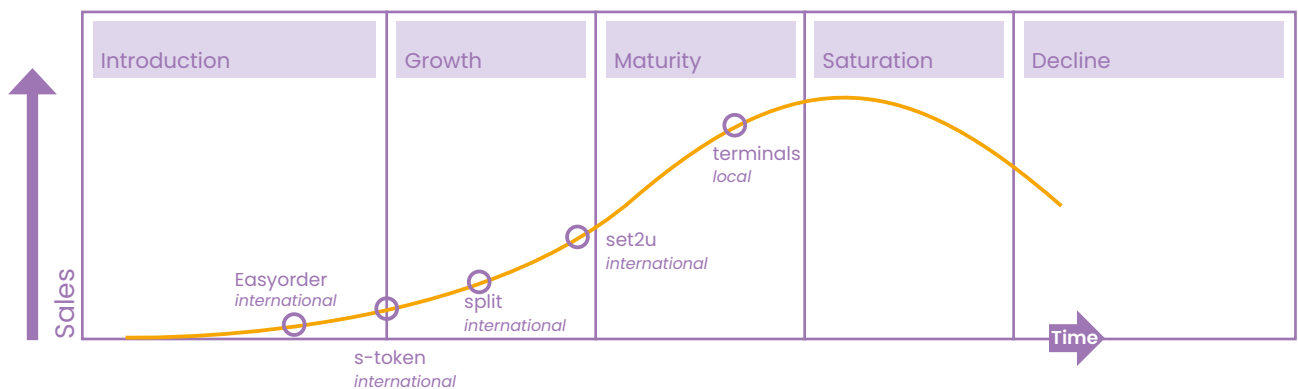 Introduction
Growth
Maturity
Saturation
Decline
terminals
local
set2u
international
Easyorder
international
split
international
s-token
international
Sales
Time